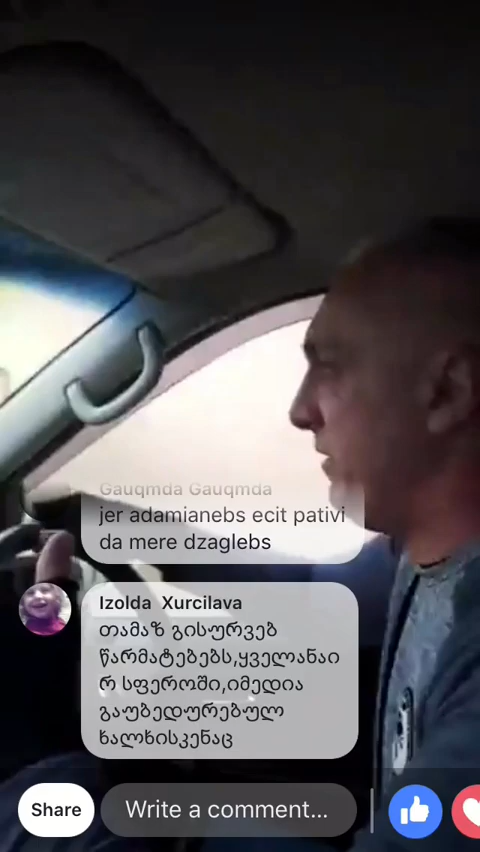 Gauqmda Gauqmda
jer adamianebs ecit pativi
da mere dzaglebs
Izolda Xurcilava
თამაზ გისურვებ
წარმატებებს,ყველანაი
რ სფეროში,იმედია
გაუბედურებულ
ხალხისკენაც
Share
Write a comment...